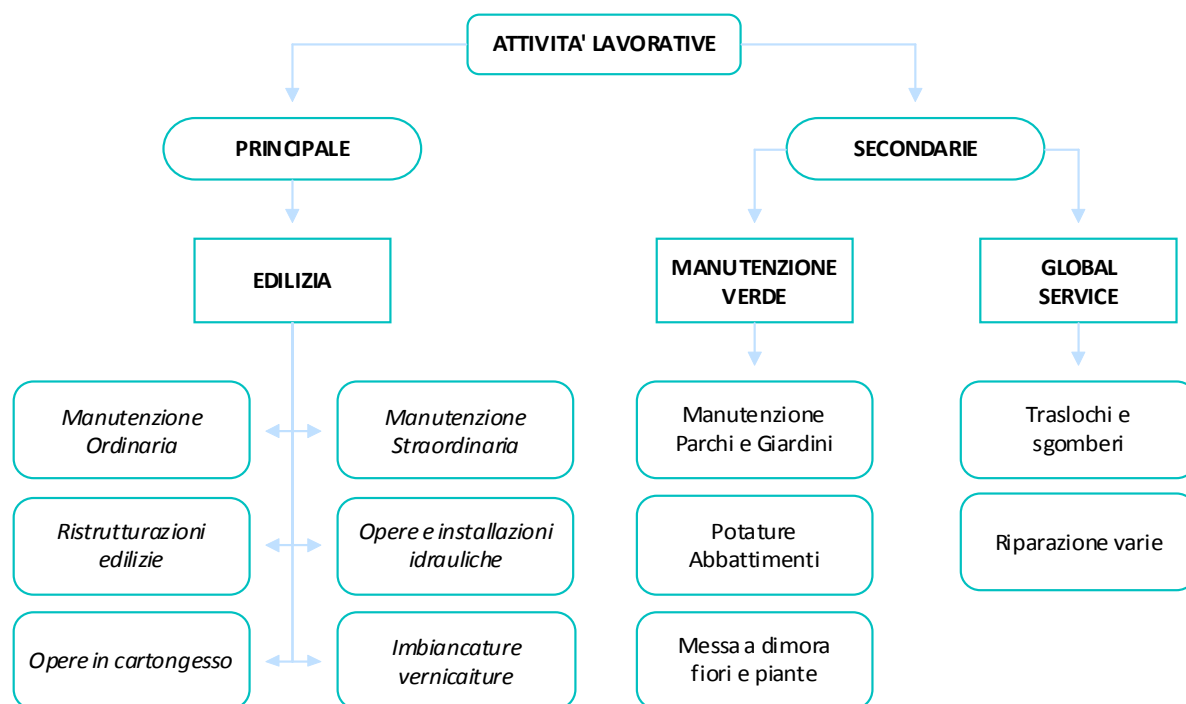 ATTIVITA' LAVORATIVE
PRINCIPALE
SECONDARIE
EDILIZIA
MANUTENZIONE
VERDE
GLOBAL
SERVICE
Manutenzione
Ordinaria
Manutenzione
Straordinaria
Manutenzione
Parchi e Giardini
Traslochi e
sgomberi
Ristrutturazioni
edilizie
Opere e installazioni
idrauliche
Potature
Abbattimenti
Riparazione varie
Opere in cartongesso
Imbiancature
vernicaiture
Messa a dimora
fiori e piante